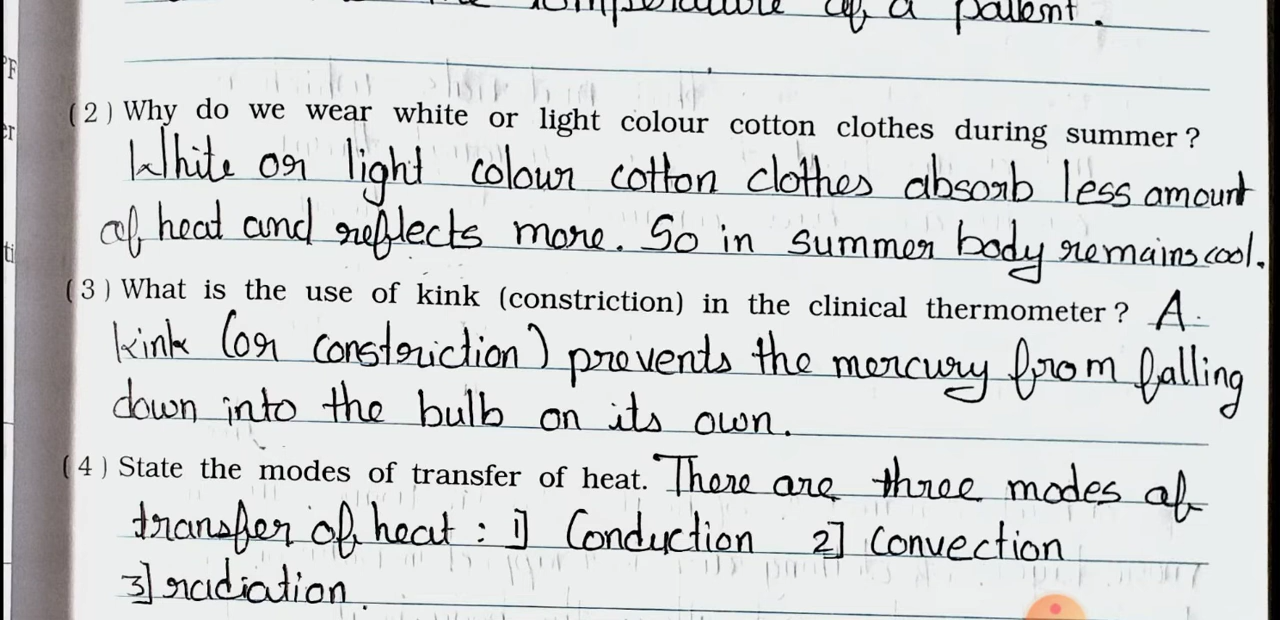 temperature of a patient.
(2) Why do we wear white or light colour cotton clothes during summer?
White or light colour cotton clothes absorb less amount
of heat and reflects more. So in summer body remains cool.
(3) What is the use of kink (constriction) in the clinical thermometer? A
kink (or constriction) prevents the mercury from falling
down into the bulb on its own.
(4) State the modes of transfer of heat. There are three modes of
transfer of heat : 1] Conduction 2] Convection
3] radiation.